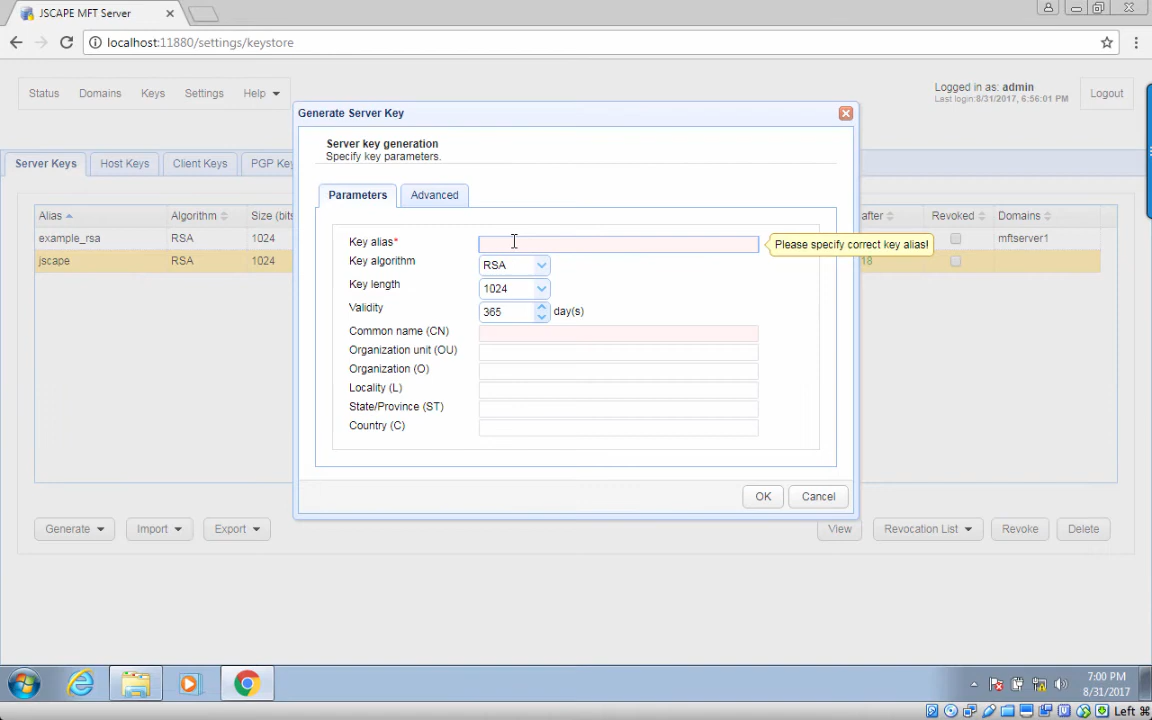 JSCAPE MFT Server
localhost:11880/settings/keystore
Status Domains Keys Settings Help
Logged in as: admin
Last login:8/31/2017, 6:56:01 PM
Logout
Generate Server Key
Server key generation
Specify key parameters.
Server Keys Host Keys Client Keys PGP Key
Parameters Advanced
Alias Algorithm Size (bits after Revoked Domains
example_rsa RSA 1024 mftserver1
jscape RSA 1024 18
Key alias*
Please specify correct key alias!
Key algorithm RSA
Key length 1024
Validity 365 day(s)
Common name (CN)
Organization unit (OU)
Organization (O)
Locality (L)
State/Province (ST)
Country (C)
OK Cancel
Generate Import Export View Revocation List Revoke Delete
7:00 PM
8/31/2017
Left ⌘